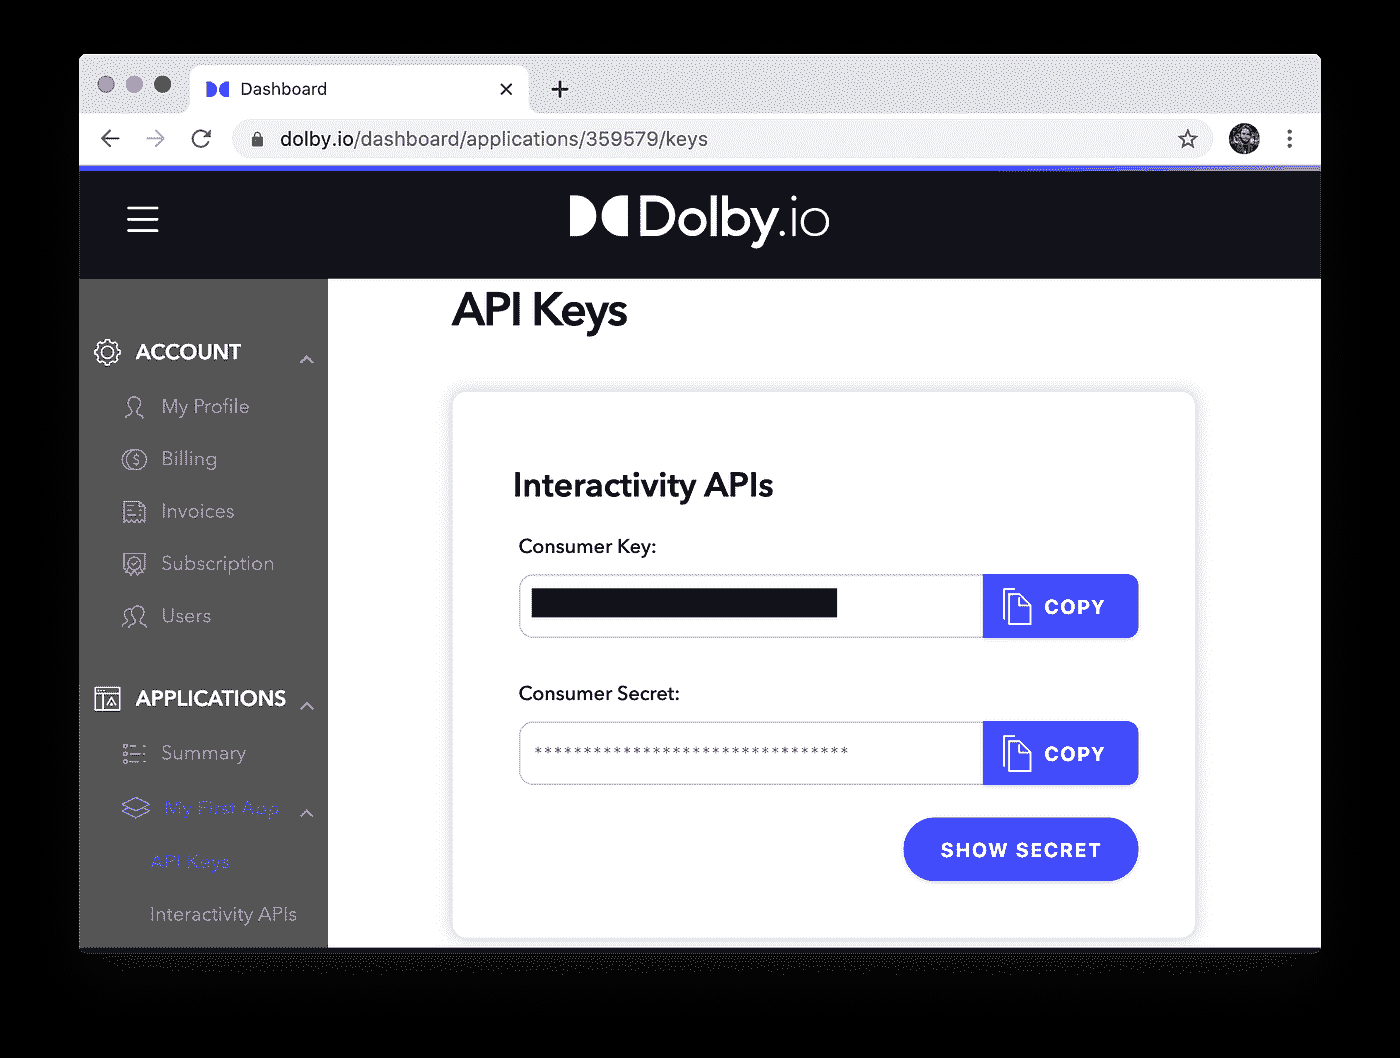 Dashboard
dolby.io/dashboard/applications/359579/keys
Dolby.io
API Keys
ACCOUNT
My Profile
Billing
Invoices
Subscription
Users
APPLICATIONS
Summary
My First App
API Keys
Interactivity APIs
Interactivity APIs
Consumer Key:
COPY
Consumer Secret:
******************************** COPY
SHOW SECRET